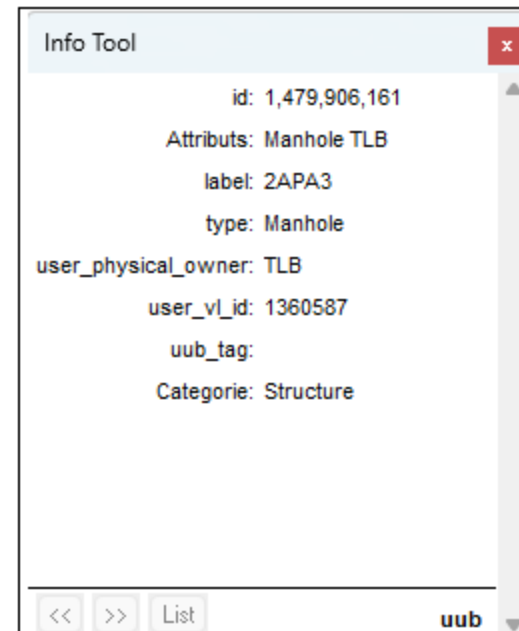 Info Tool
x
id: 1,479,906,161
Attributs: Manhole TLB
label: 2APA3
type: Manhole
user_physical_owner: TLB
user_vl_id: 1360587
uub_tag:
Categorie: Structure
<< >> List uub